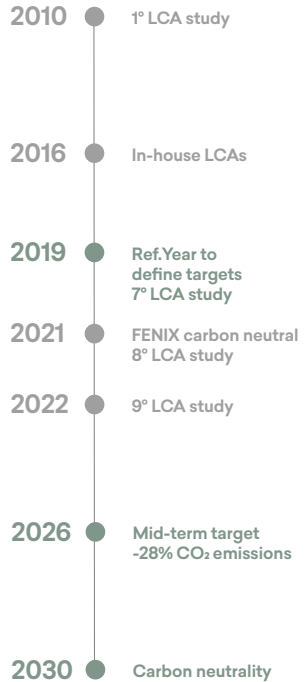 2010 1° LCA study
2016 In-house LCAs
2019 Ref.Year to
define targets
7° LCA study
2021 FENIX carbon neutral
8° LCA study
2022 9° LCA study
2026 Mid-term target
-28% CO₂ emissions
2030 Carbon neutrality